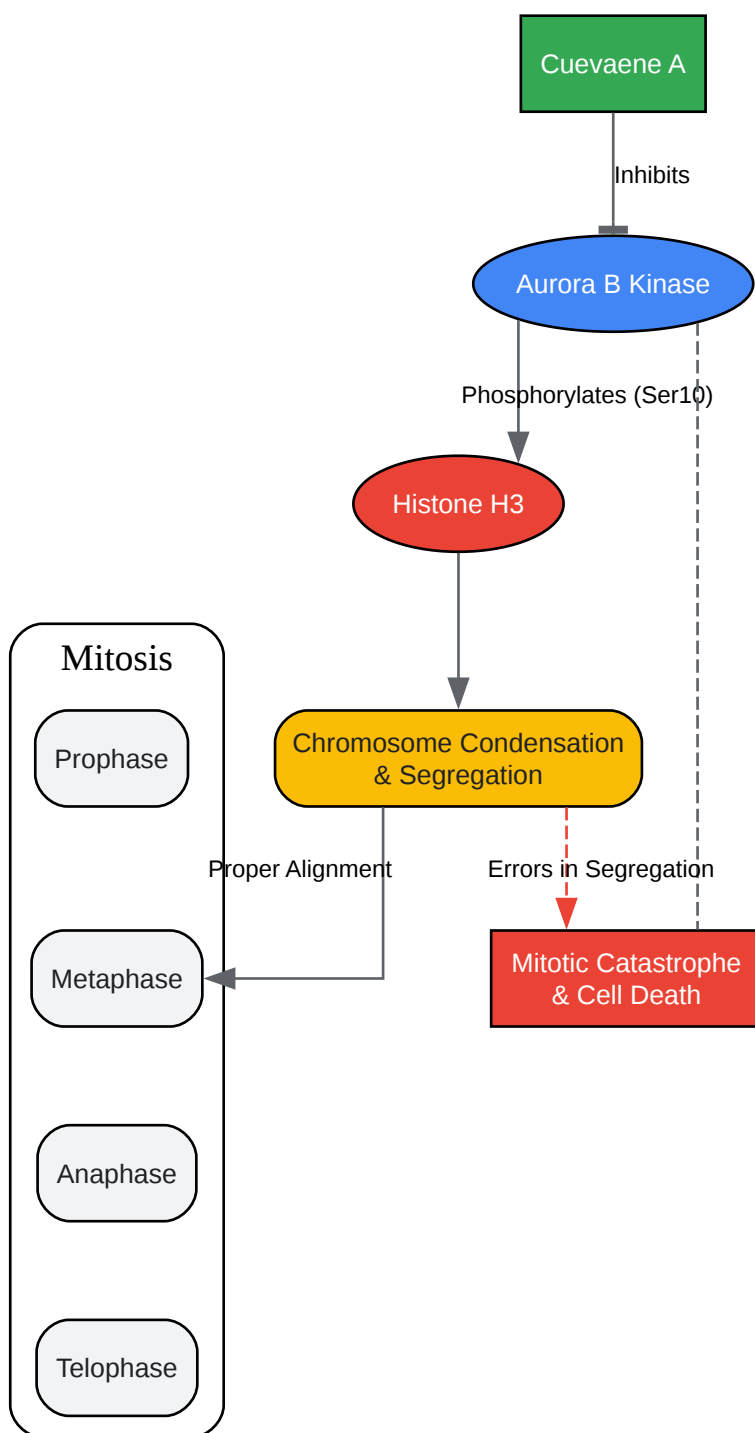 Cuevaene A
Inhibits
Aurora B Kinase
Phosphorylates (Ser10)
Histone H3
Mitosis
Prophase
Chromosome Condensation
& Segregation
Proper Alignment
Errors in Segregation
Metaphase
Mitotic Catastrophe
& Cell Death
Anaphase
Telophase